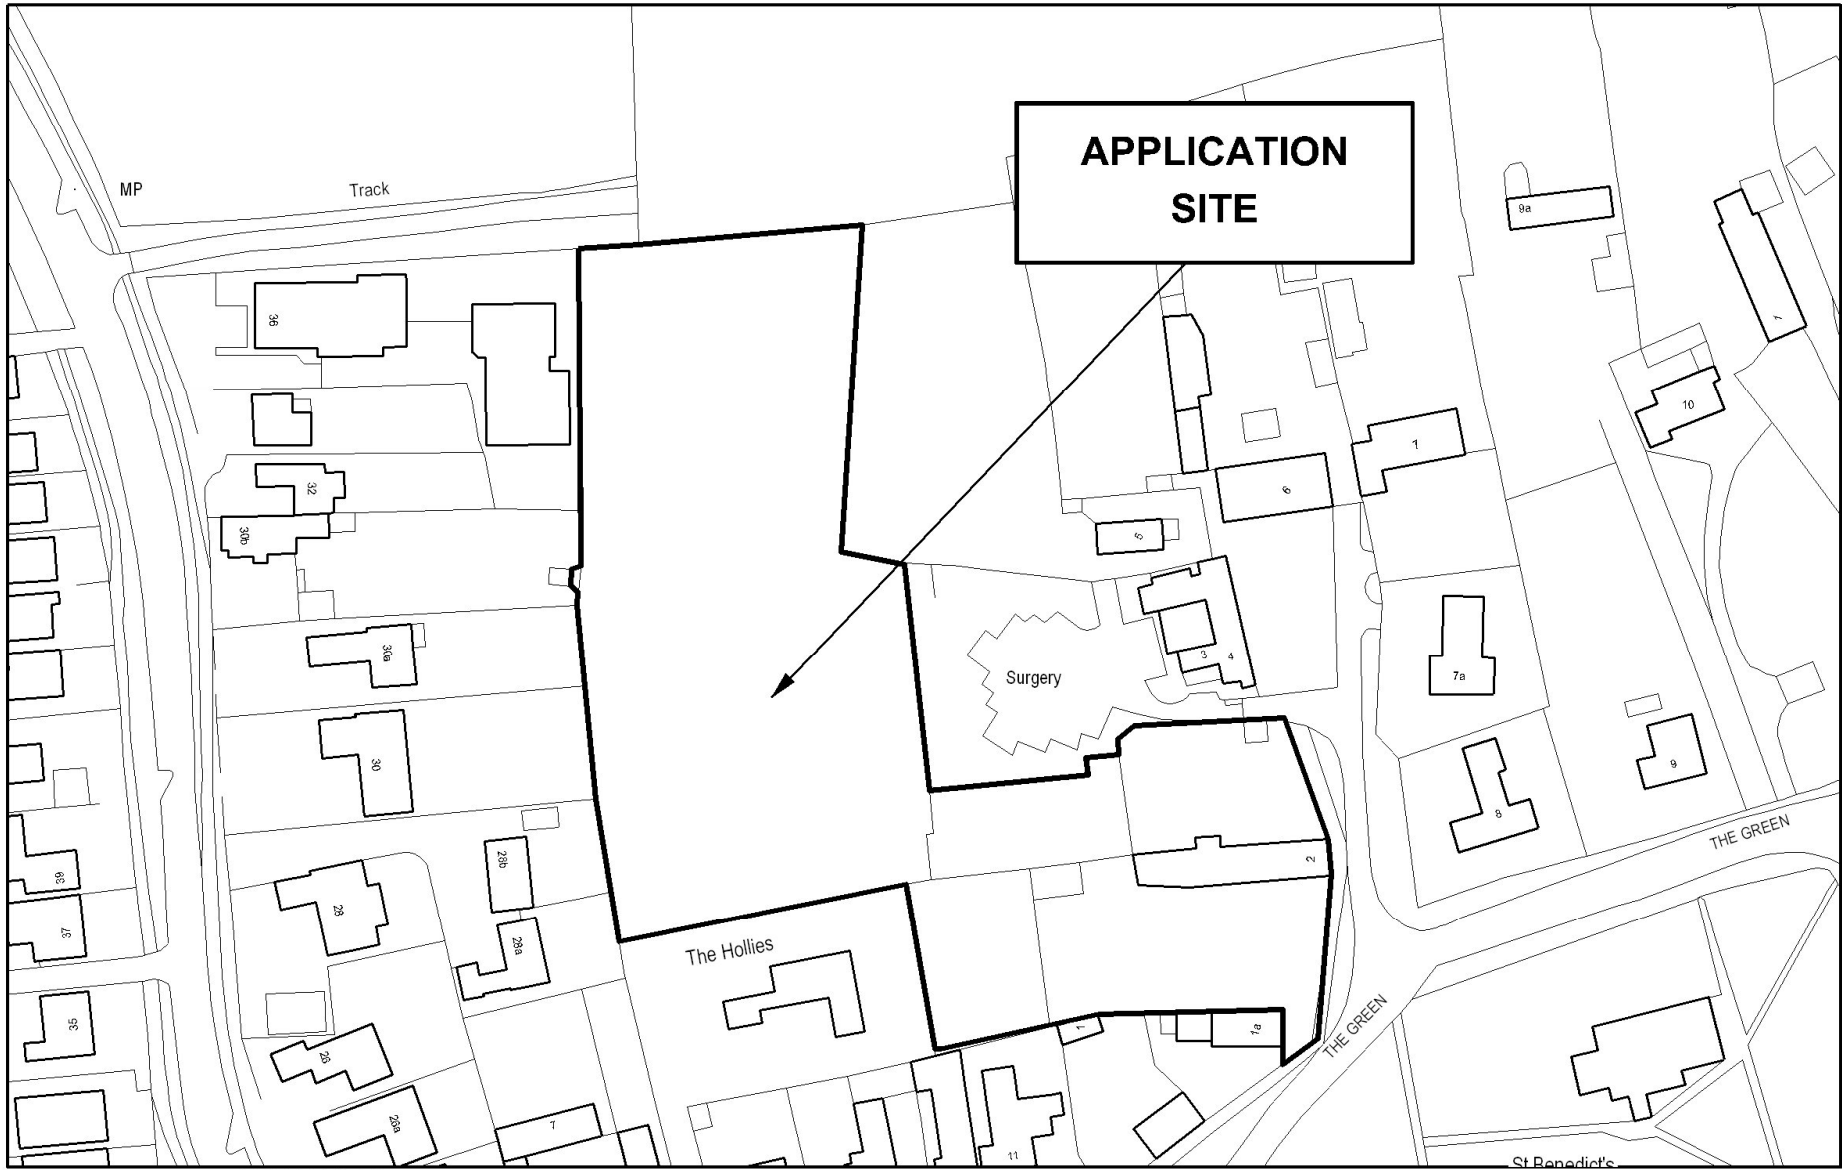 APPLICATION
SITE
MP
Track
9a
36
1
10
7
32
6
30b
5
30a
3
4
Surgery
7a
30
9
8
THE GREEN
28b
2
39
28
37
28a
The Hollies
35
1
1a
THE GREEN
26
26a
7
11
St Benedict's